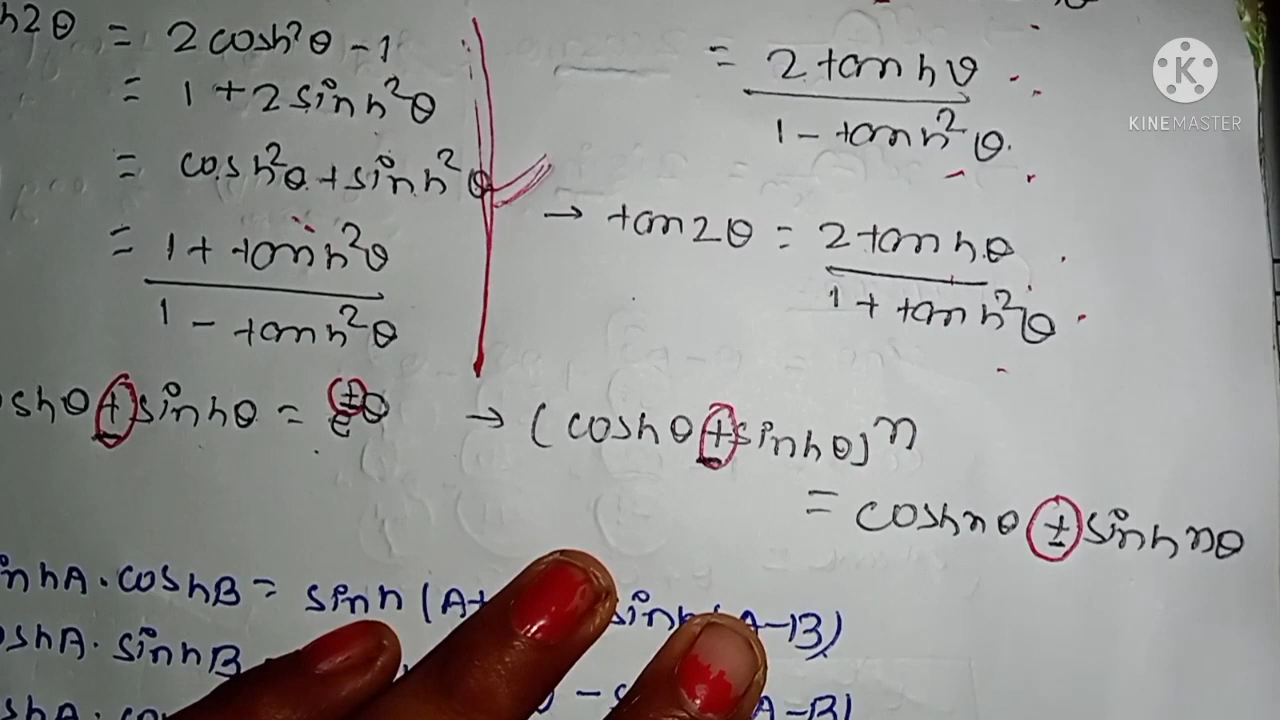 h2θ = 2cosh²θ - 1
= 1 + 2sinh²θ
= cosh²θ + sinh²θ
= 1 + tanh²θ
1 - tanh²θ
= 2tanhθ
1 - tanh²θ.
→ tan2θ = 2tanhθ
1 + tanh²θ
shθ ± sinhθ = e±θ
→ (coshθ ± sinhθ)n
= coshnθ ± sinhnθ
nhA·coshB = sinh(A+ sinh(A-B)
shA·sinhB
A-B)
KINEMASTER